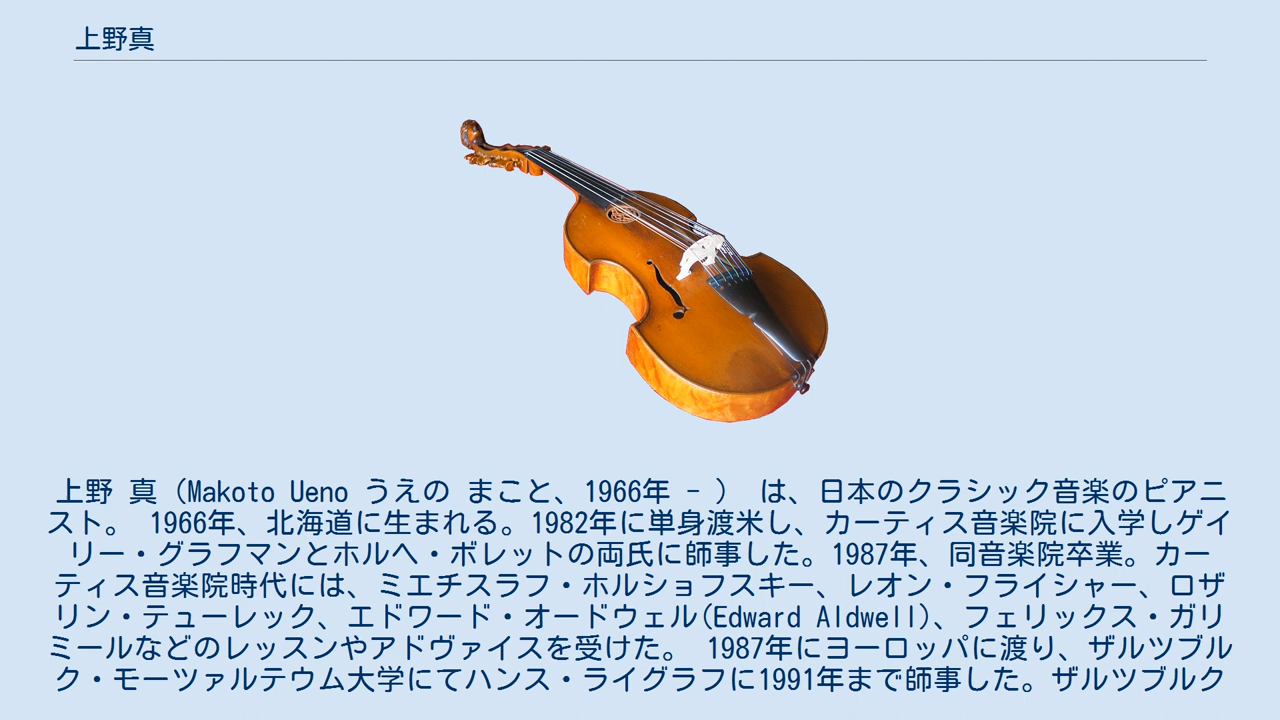 上野真
上野 真（Makoto Ueno うえの まこと、1966年 - ） は、日本のクラシック音楽のピアニ
スト。 1966年、北海道に生まれる。1982年に単身渡米し、カーティス音楽院に入学しゲイ
リー・グラフマンとホルヘ・ボレットの両氏に師事した。1987年、同音楽院卒業。カー
ティス音楽院時代には、ミエチスラフ・ホルショフスキー、レオン・フライシャー、ロザ
リン・テューレック、エドワード・オードウェル(Edward Aldwell)、フェリックス・ガリ
ミールなどのレッスンやアドヴァイスを受けた。 1987年にヨーロッパに渡り、ザルツブル
ク・モーツァルテウム大学にてハンス・ライグラフに1991年まで師事した。ザルツブルク